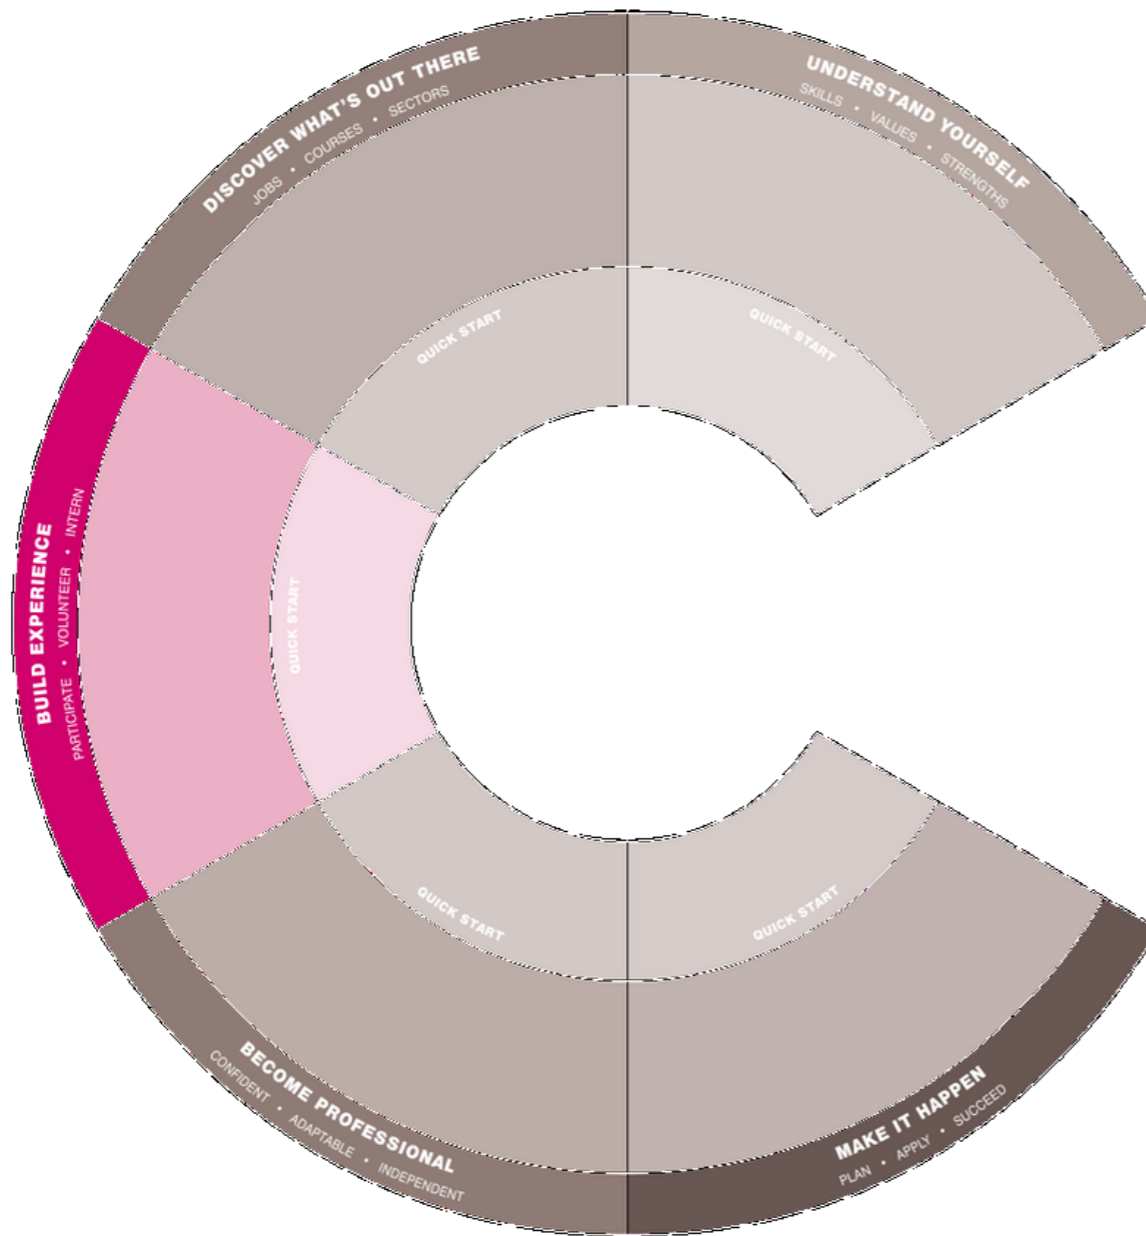 DISCOVER WHAT'S OUT THERE
JOBS • COURSES • SECTORS
UNDERSTAND YOURSELF
SKILLS • VALUES • STRENGTHS
QUICK START
QUICK START
BUILD EXPERIENCE
PARTICIPATE • VOLUNTEER • INTERN
QUICK START
QUICK START
QUICK START
BECOME PROFESSIONAL
CONFIDENT • ADAPTABLE • INDEPENDENT
MAKE IT HAPPEN
PLAN • APPLY • SUCCEED